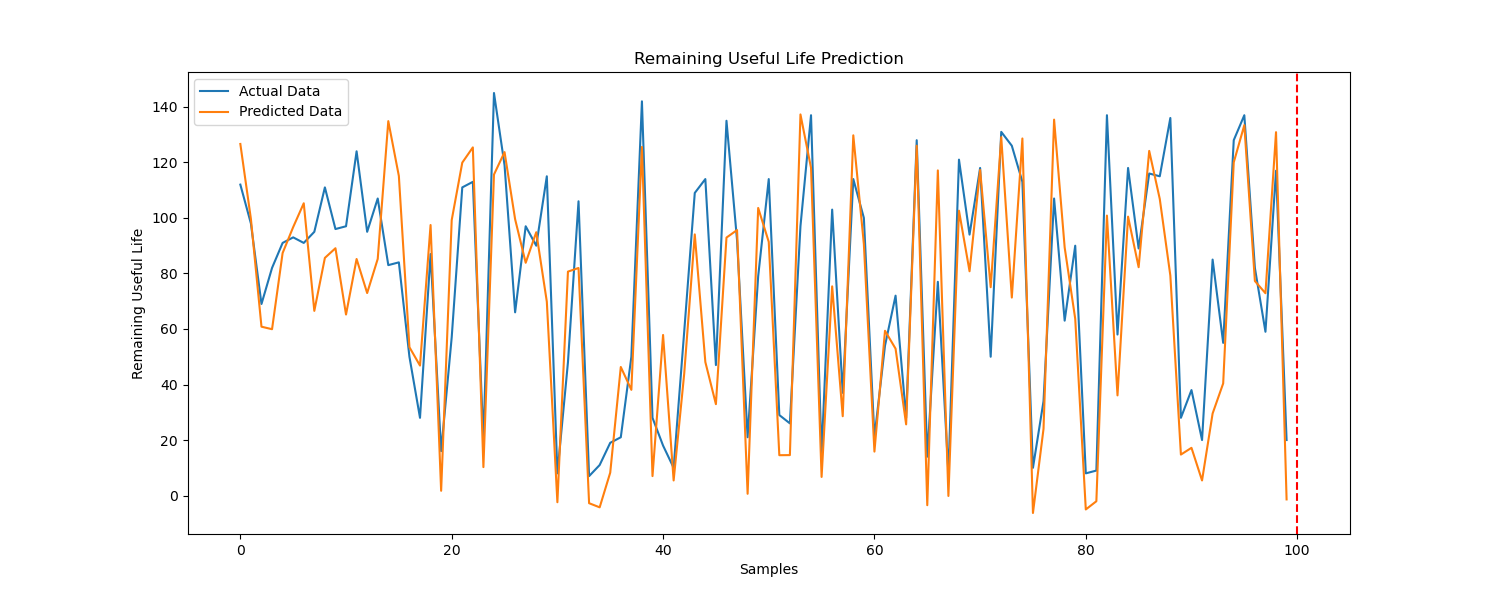 Remaining Useful Life Prediction
Actual Data
Predicted Data
Remaining Useful Life
140
120
100
80
60
40
20
0
0 20 40 60 80 100
Samples